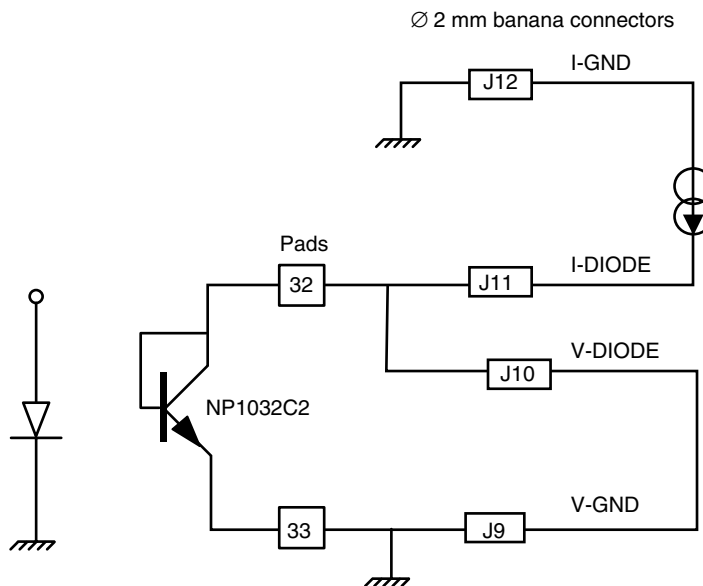 ∅ 2 mm banana connectors
I-GND
J12
Pads
I-DIODE
32
J11
V-DIODE
J10
NP1032C2
V-GND
33
J9